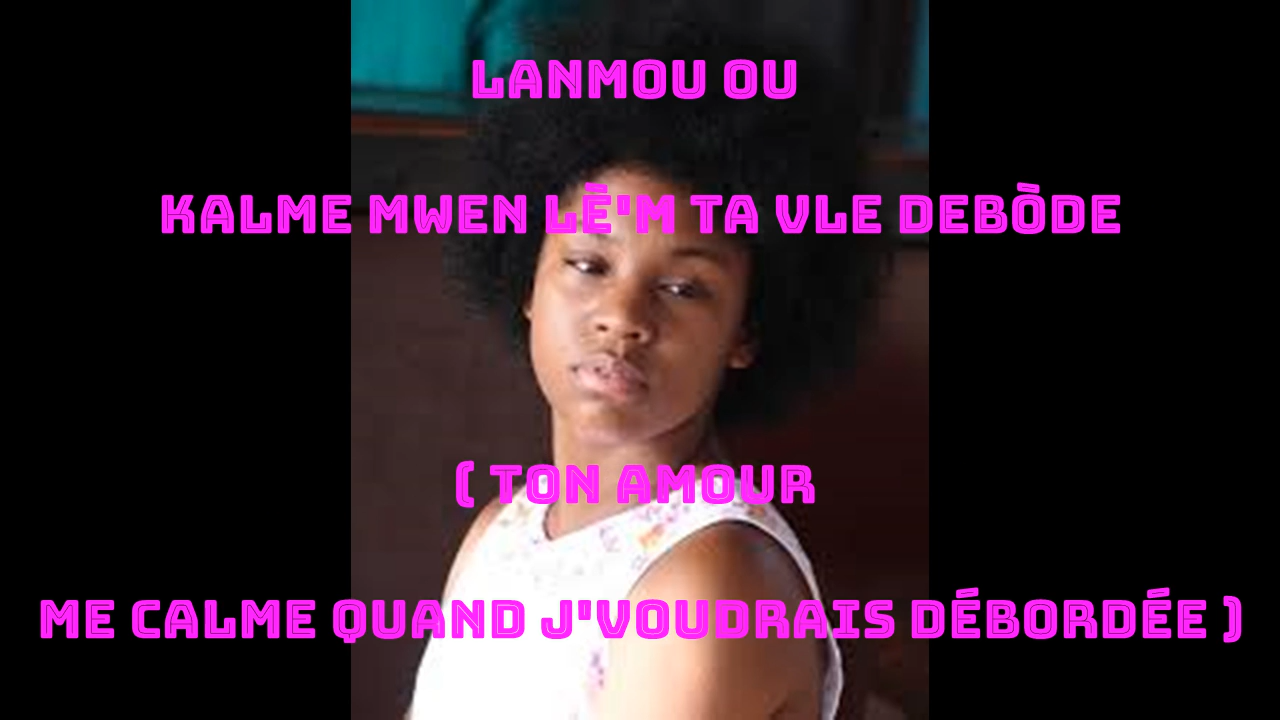 LANMOU OU
KALME MWEN LÈ'M TA VLE DEBÒDE
( TON AMOUR
ME CALME QUAND J'VOUDRAIS DÉBORDÉE )